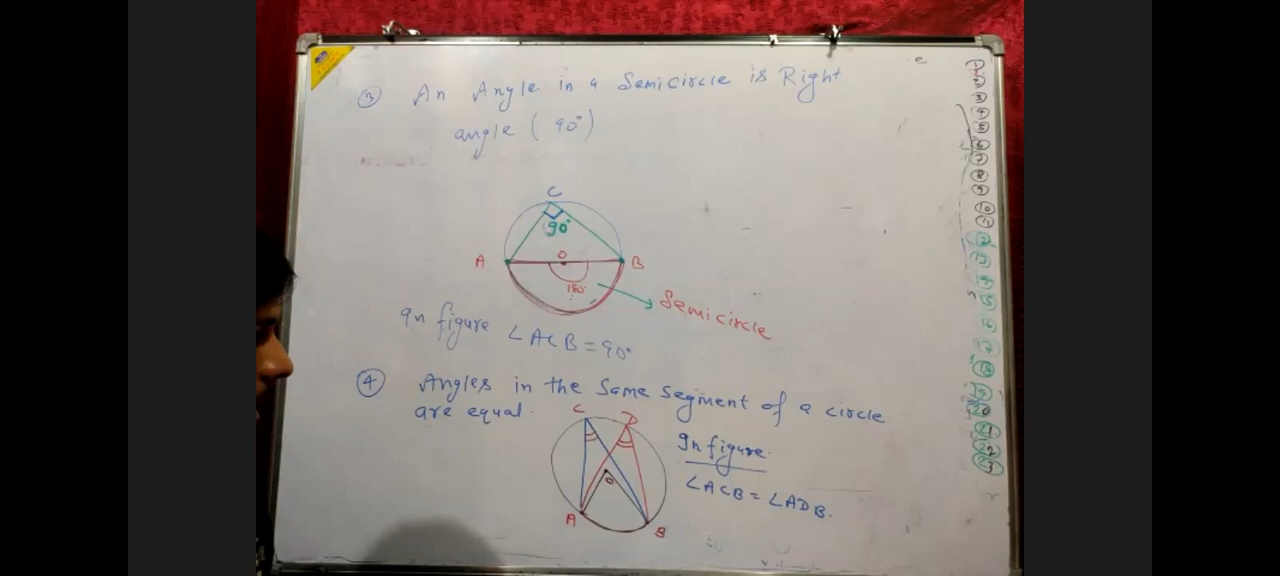 ③ An Angle in a Semicircle is Right
angle ( 90° )
C
90°
A
O
B
180°
Semicircle
In figure ∠ACB = 90°
④ Angles in the Same Segment of a circle
are equal.
C
D
In figure
∠ACB = ∠ADB.
O
A
B